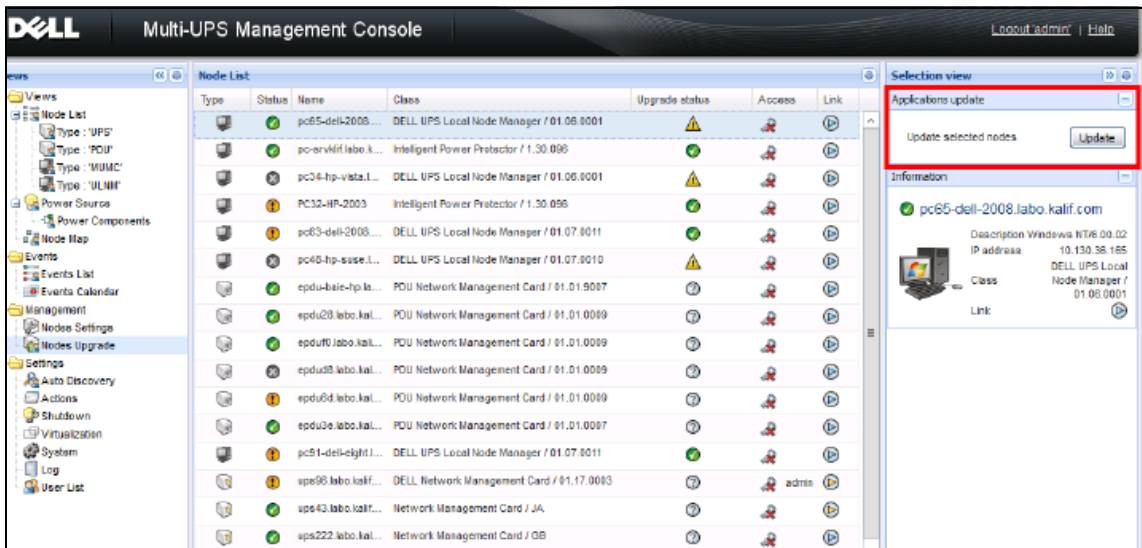 DELL Multi-UPS Management Console Logout 'admin' | Help
ews
Views
Node List
Type : 'UPS'
Type : 'PDU'
Type : 'MUMC'
Type : 'ULNM'
Power Source
Power Components
Node Map
Events
Events List
Events Calendar
Management
Nodes Settings
Nodes Upgrade
Settings
Auto Discovery
Actions
Shutdown
Virtualization
System
Log
User List
Node List
Type Status Name Class Upgrade status Access Link
pc65-dell-2008.... DELL UPS Local Node Manager / 01.06.0001
pc-srvklif.labo.k... Intelligent Power Protector / 1.30.096
pc34-hp-vista.l... DELL UPS Local Node Manager / 01.06.0001
PC32-HP-2003 Intelligent Power Protector / 1.30.096
pc63-dell-2008.... DELL UPS Local Node Manager / 01.07.0011
pc48-hp-suse.l... DELL UPS Local Node Manager / 01.07.0010
epdu-baie-hp.la... PDU Network Management Card / 01.01.9007
epdu28.labo.kal... PDU Network Management Card / 01.01.0009
epduf0.labo.kali... PDU Network Management Card / 01.01.0009
epdud8.labo.kal... PDU Network Management Card / 01.01.0009
epdu6d.labo.kal... PDU Network Management Card / 01.01.0009
epdu3e.labo.kal... PDU Network Management Card / 01.01.0007
pc91-dell-eight.l... DELL UPS Local Node Manager / 01.07.0011
ups96.labo.kalif... DELL Network Management Card / 01.17.0003 admin
ups43.labo.kalif... Network Management Card / JA
ups222.labo.kal... Network Management Card / GB
Selection view
Applications update
Update selected nodes Update
Information
pc65-dell-2008.labo.kalif.com
Description Windows NT/6.00.02
IP address 10.130.36.165
Class DELL UPS Local Node Manager / 01.06.0001
Link